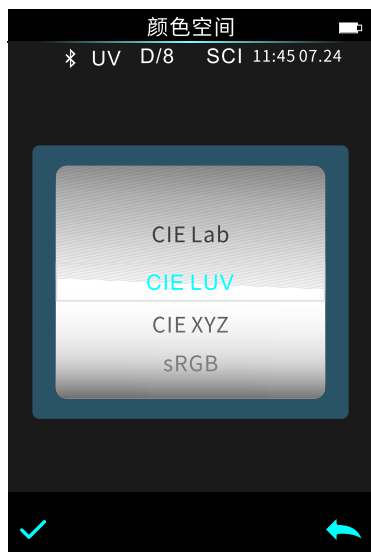 颜色空间
UV D/8 SCI 11:45 07.24
CIE Lab
CIE LUV
CIE XYZ
sRGB